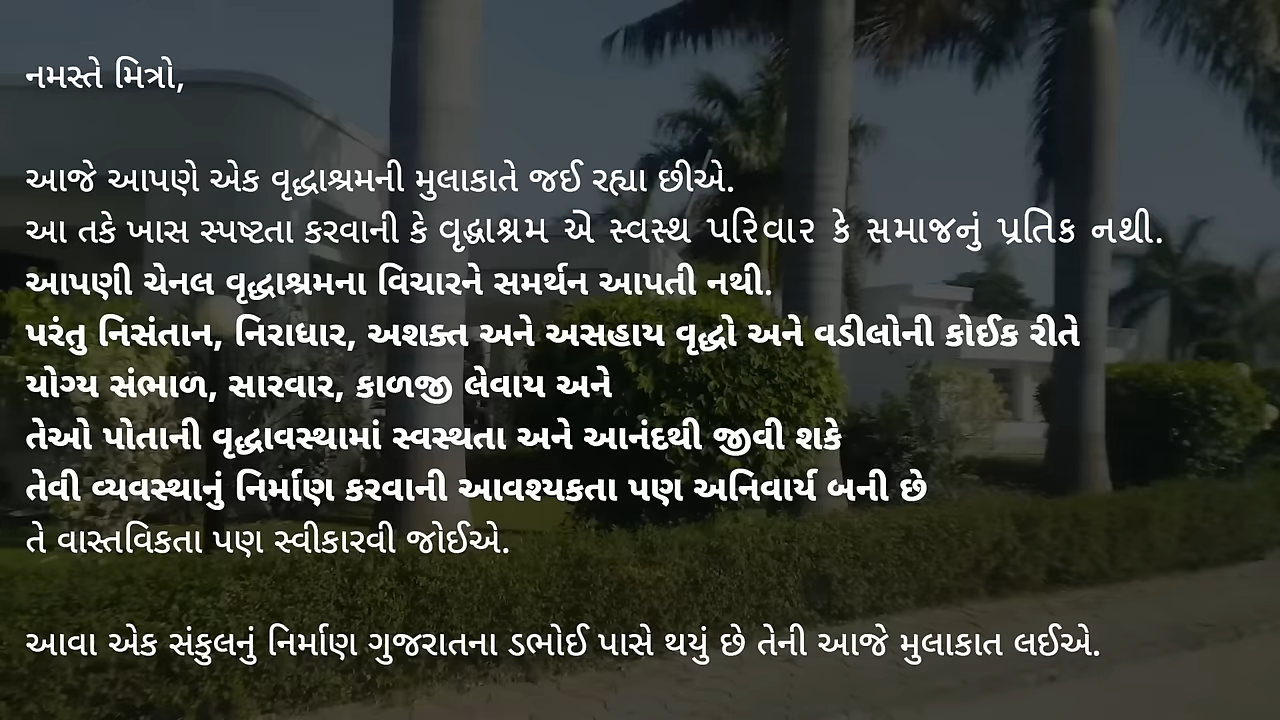 નમસ્તે મિત્રો,
આજે આપણે એક વૃદ્ધાશ્રમની મુલાકાતે જઈ રહ્યા છીએ.
આ તકે ખાસ સ્પષ્ટતા કરવાની કે વૃદ્ધાશ્રમ એ સ્વસ્થ પરિવાર કે સમાજનું પ્રતિક નથી.
આપણી ચેનલ વૃદ્ધાશ્રમના વિચારને સમર્થન આપતી નથી.
પરંતુ નિસંતાન, નિરાધાર, અશક્ત અને અસહાય વૃદ્ધો અને વડીલોની કોઈક રીતે
યોગ્ય સંભાળ, સારવાર, કાળજી લેવાય અને
તેઓ પોતાની વૃદ્ધાવસ્થામાં સ્વસ્થતા અને આનંદથી જીવી શકે
તેવી વ્યવસ્થાનું નિર્માણ કરવાની આવશ્યકતા પણ અનિવાર્ય બની છે
તે વાસ્તવિકતા પણ સ્વીકારવી જોઈએ.
આવા એક સંકુલનું નિર્માણ ગુજરાતના ડભોઈ પાસે થયું છે તેની આજે મુલાકાત લઈએ.